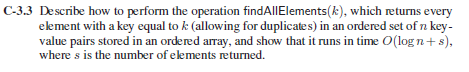 C-3.3 Describe how to perform the operation findAllElements(k), which returns every
element with a key equal to k (allowing for duplicates) in an ordered set of n key-
value pairs stored in an ordered array, and show that it runs in time O(log n + s),
where s is the number of elements returned.